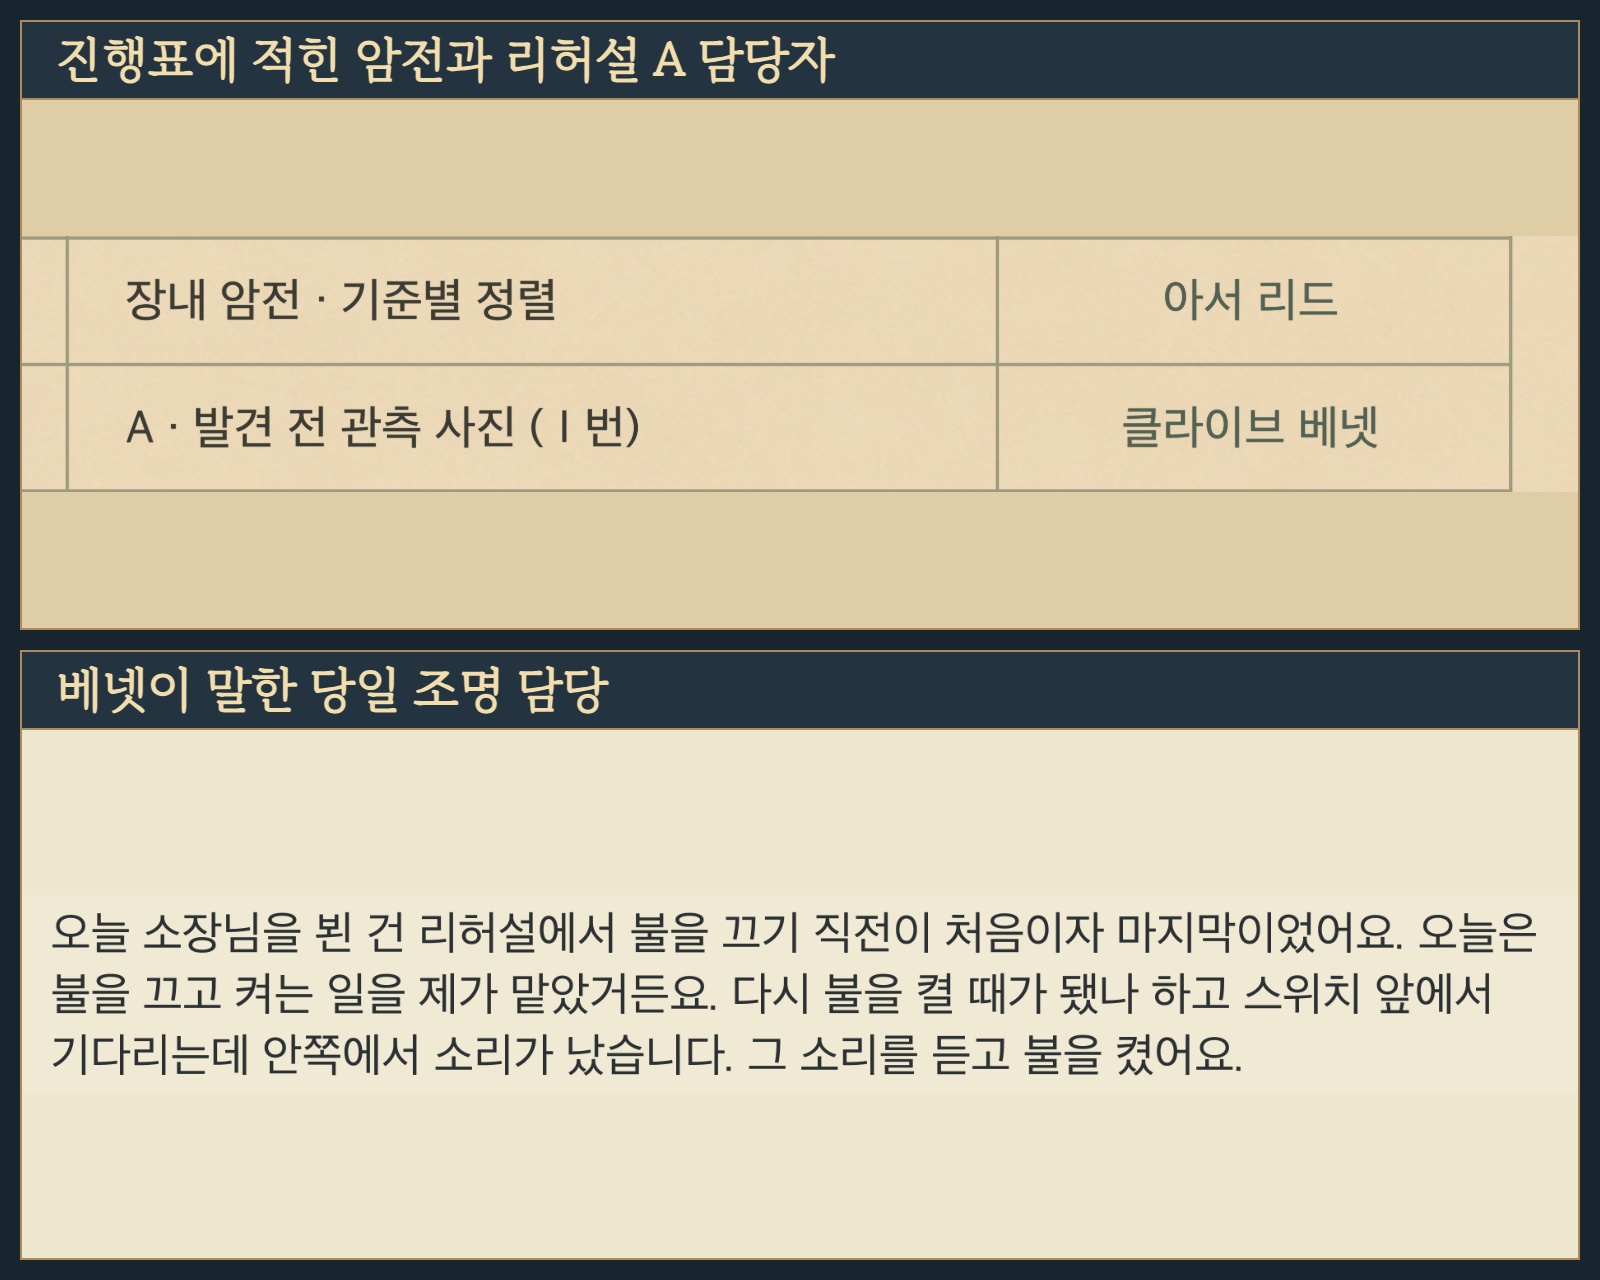 진행표에 적힌 암전과 리허설 A 담당자
장내 암전 · 기준별 정렬 아서 리드
A · 발견 전 관측 사진 (1번) 클라이브 베넷
베넷이 말한 당일 조명 담당
오늘 소장님을 뵌 건 리허설에서 불을 끄기 직전이 처음이자 마지막이었어요. 오늘은
불을 끄고 켜는 일을 제가 맡았거든요. 다시 불을 켤 때가 됐나 하고 스위치 앞에서
기다리는데 안쪽에서 소리가 났습니다. 그 소리를 듣고 불을 켰어요.